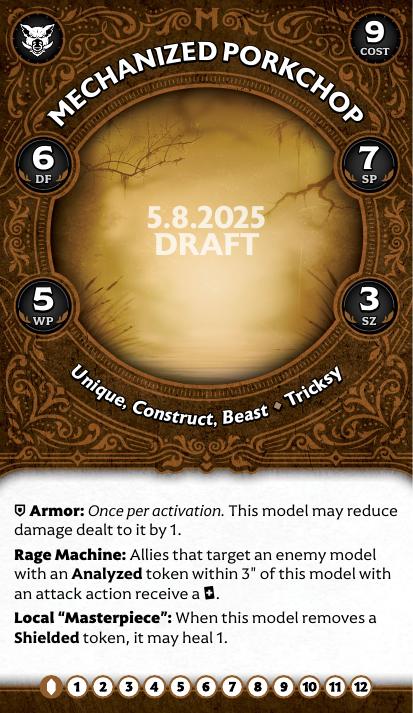 9
COST
MECHANIZED PORKCHOP
6
DF
7
SP
5.8.2025
DRAFT
5
WP
3
SZ
Unique, Construct, Beast ♦ Tricksy
Armor: Once per activation. This model may reduce
damage dealt to it by 1.
Rage Machine: Allies that target an enemy model
with an Analyzed token within 3" of this model with
an attack action receive a .
Local “Masterpiece”: When this model removes a
Shielded token, it may heal 1.
1 2 3 4 5 6 7 8 9 10 11 12